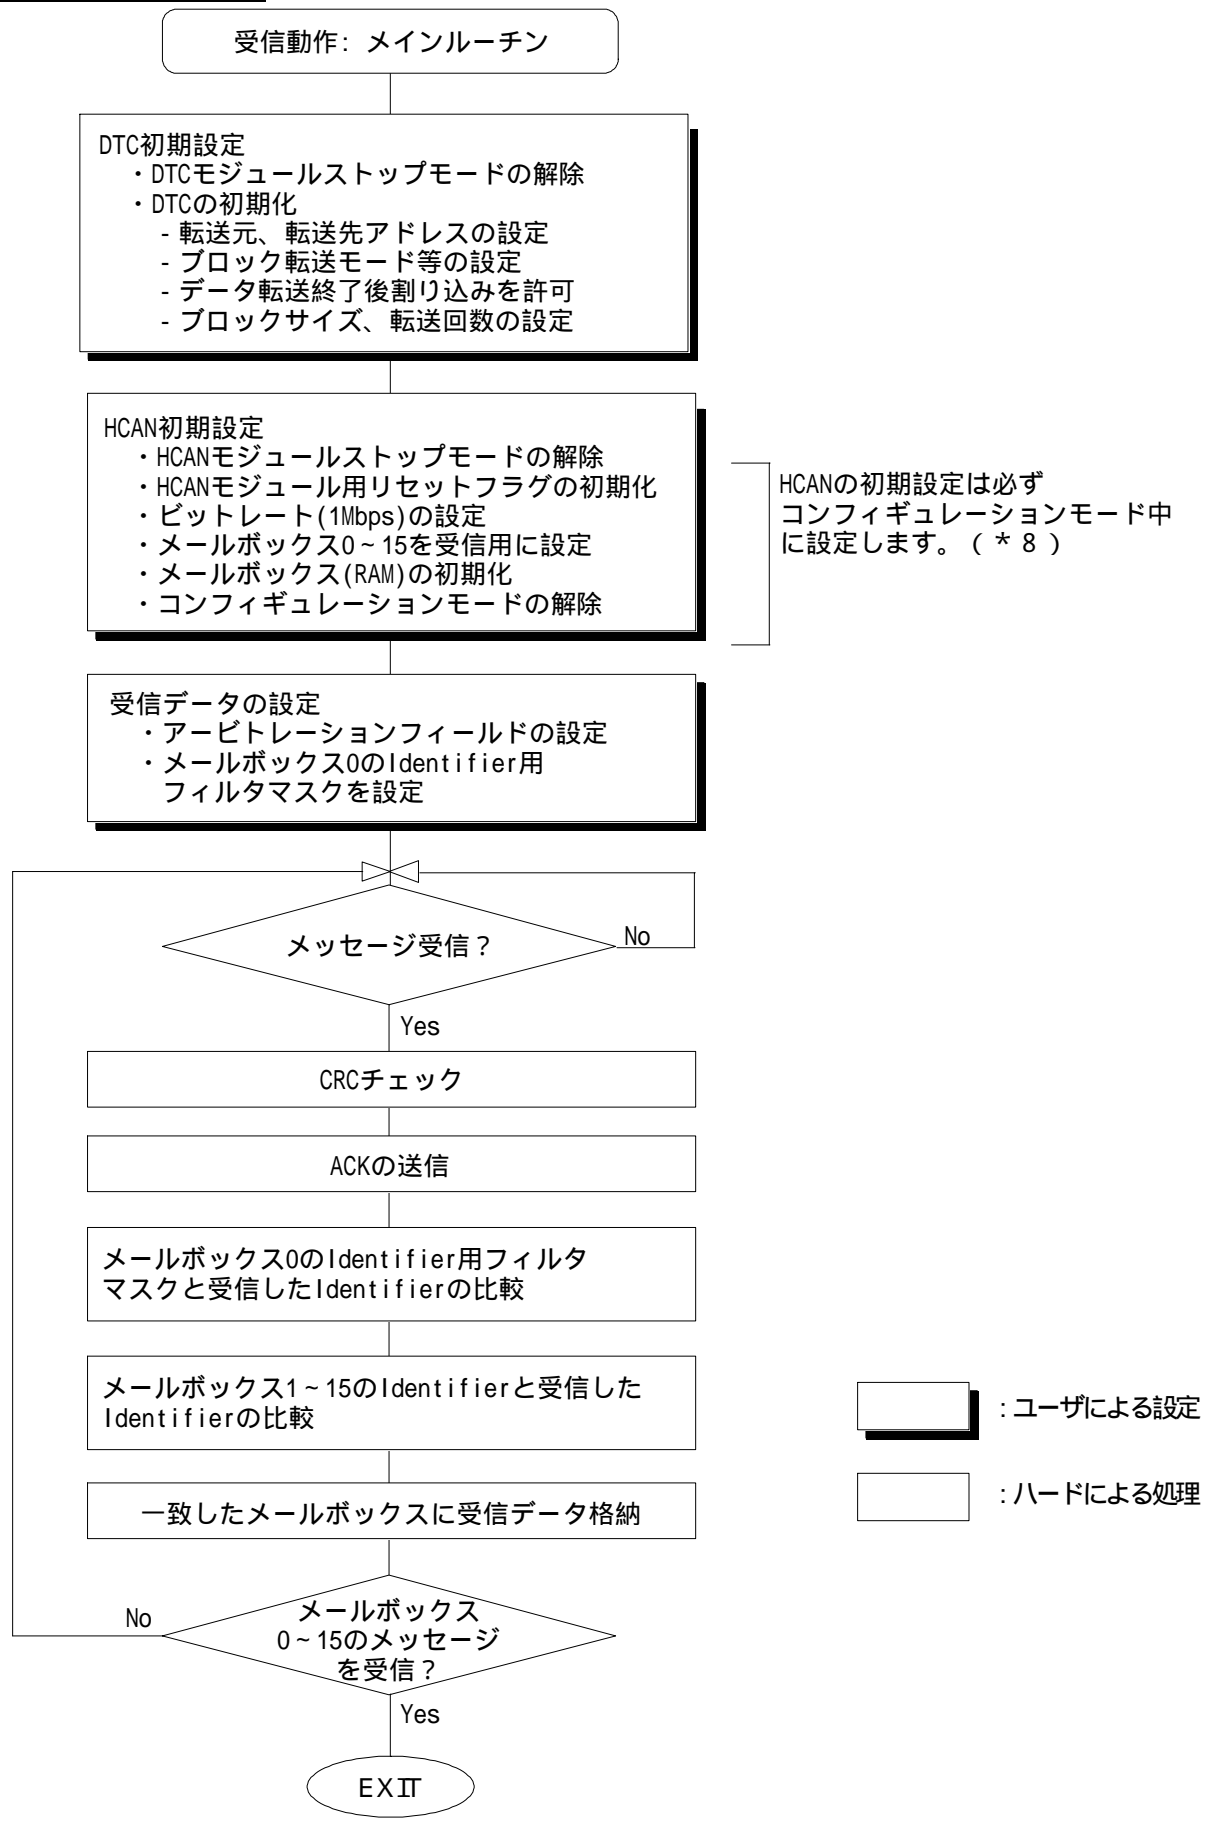 受信動作: メインルーチン
DTC初期設定
・DTCモジュールストップモードの解除
・DTCの初期化
- 転送元、転送先アドレスの設定
- ブロック転送モード等の設定
- データ転送終了後割り込みを許可
- ブロックサイズ、転送回数の設定
HCAN初期設定
・HCANモジュールストップモードの解除
・HCANモジュール用リセットフラグの初期化
・ビットレート(1Mbps)の設定
・メールボックス0~15を受信用に設定
・メールボックス(RAM)の初期化
・コンフィギュレーションモードの解除
HCANの初期設定は必ず
コンフィギュレーションモード中
に設定します。(*8)
受信データの設定
・アービトレーションフィールドの設定
・メールボックス0のIdentifier用
フィルタマスクを設定
メッセージ受信?
No
Yes
CRCチェック
ACKの送信
メールボックス0のIdentifier用フィルタ
マスクと受信したIdentifierの比較
メールボックス1~15のIdentifierと受信した
Identifierの比較
:ユーザによる設定
:ハードによる処理
一致したメールボックスに受信データ格納
メールボックス
0~15のメッセージ
を受信?
No
Yes
EXIT